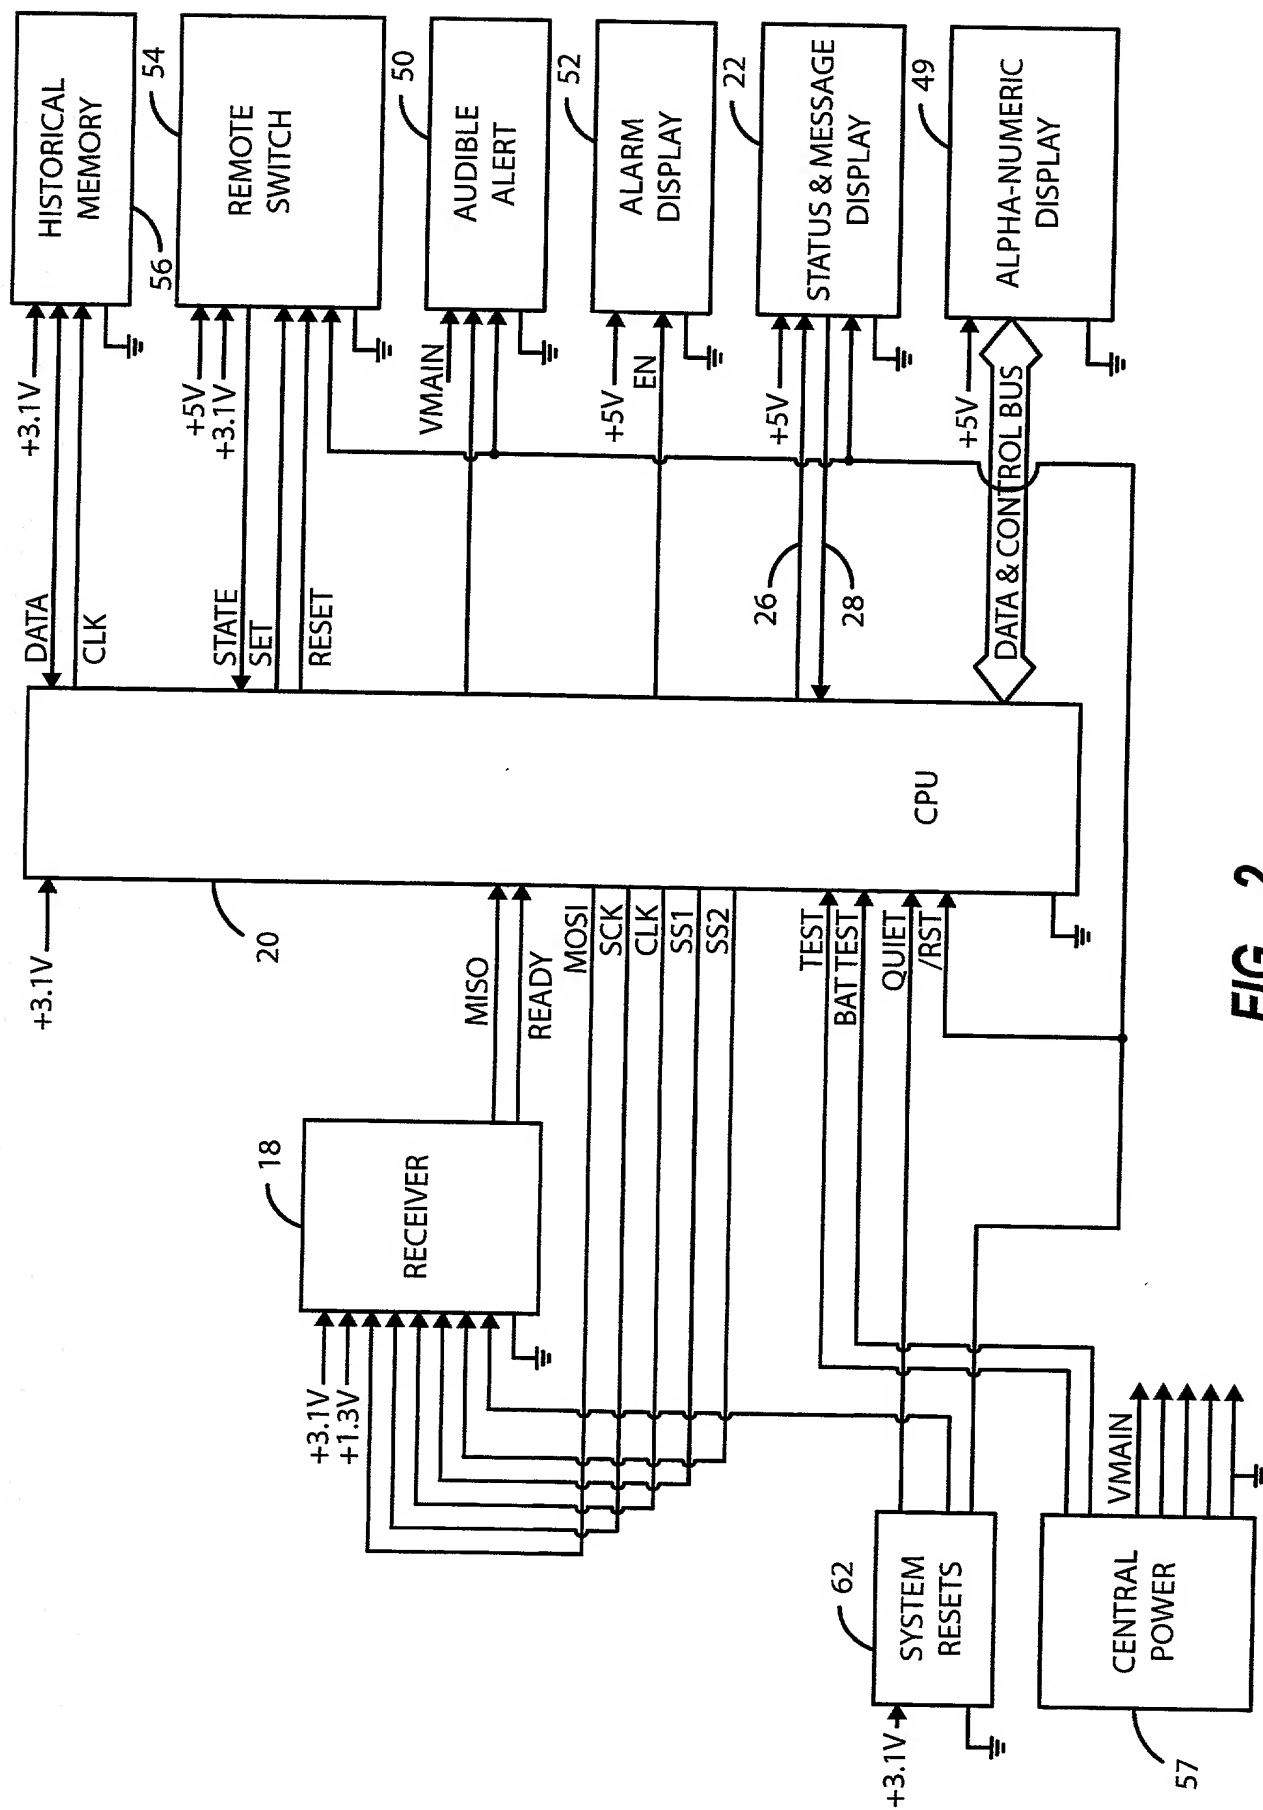 HISTORICAL
MEMORY
56
+3.1V
DATA
CLK
54
REMOTE
SWITCH
+5V
+3.1V
STATE
SET
RESET
50
AUDIBLE
ALERT
VMAIN
52
ALARM
DISPLAY
+5V
EN
22
STATUS & MESSAGE
DISPLAY
+5V
26
28
49
ALPHA-NUMERIC
DISPLAY
+5V
DATA & CONTROL BUS
CPU
20
+3.1V
MISO
READY
MOSI
SCK
CLK
SS1
SS2
TEST
BAT TEST
QUIET
/RST
18
RECEIVER
+3.1V
+1.3V
62
SYSTEM
RESETS
+3.1V
CENTRAL
POWER
57
VMAIN
FIG_2